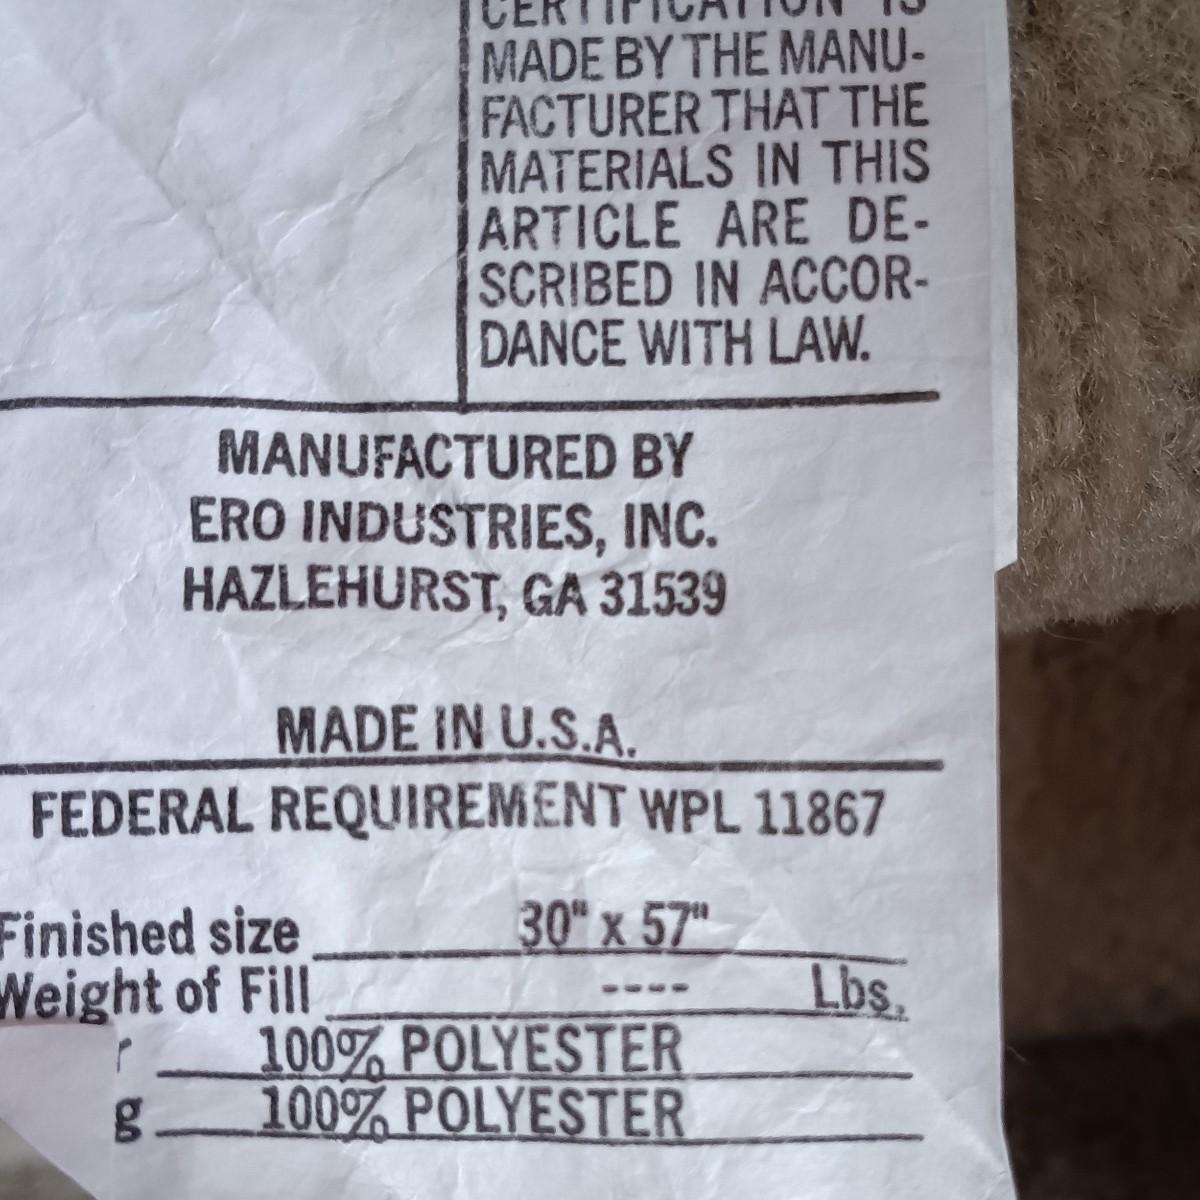 CERTIFICATION IS
MADE BY THE MANU-
FACTURER THAT THE
MATERIALS IN THIS
ARTICLE ARE DE-
SCRIBED IN ACCOR-
DANCE WITH LAW.
MANUFACTURED BY
ERO INDUSTRIES, INC.
HAZLEHURST, GA 31539
MADE IN U.S.A.
FEDERAL REQUIREMENT WPL 11867
Finished size 30" x 57"
Weight of Fill ---- Lbs.
r 100% POLYESTER
g 100% POLYESTER